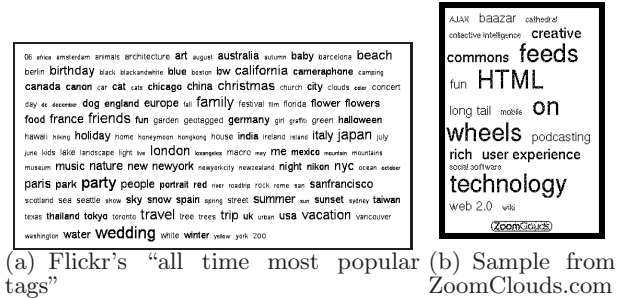 06 africa amsterdam animals architecture art august australia autumn baby barcelona beach
berlin birthday black blackandwhite blue boston bw california cameraphone camping
canada canon car cat cats chicago china christmas church city clouds color concert
day dc december dog england europe fall family festival film florida flower flowers
food france friends fun garden geotagged germany girl graffiti green halloween
hawaii hiking holiday home honeymoon hongkong house india ireland island italy japan july
june kids lake landscape light live london losangeles macro may me mexico mountain mountains
museum music nature new newyork newyorkcity newzealand night nikon nyc ocean october
paris park party people portrait red river roadtrip rock rome san sanfrancisco
scotland sea seattle show sky snow spain spring street summer sun sunset sydney taiwan
texas thailand tokyo toronto travel tree trees trip uk urban usa vacation vancouver
washington water wedding white winter yellow york zoo
(a) Flickr's "all time most popular
tags"
AJAX baazar cathedral
collective intelligence creative
commons feeds
fun HTML
long tail mobile on
wheels podcasting
rich user experience
social software
technology
web 2.0 wiki
ZoomClouds
(b) Sample from
ZoomClouds.com